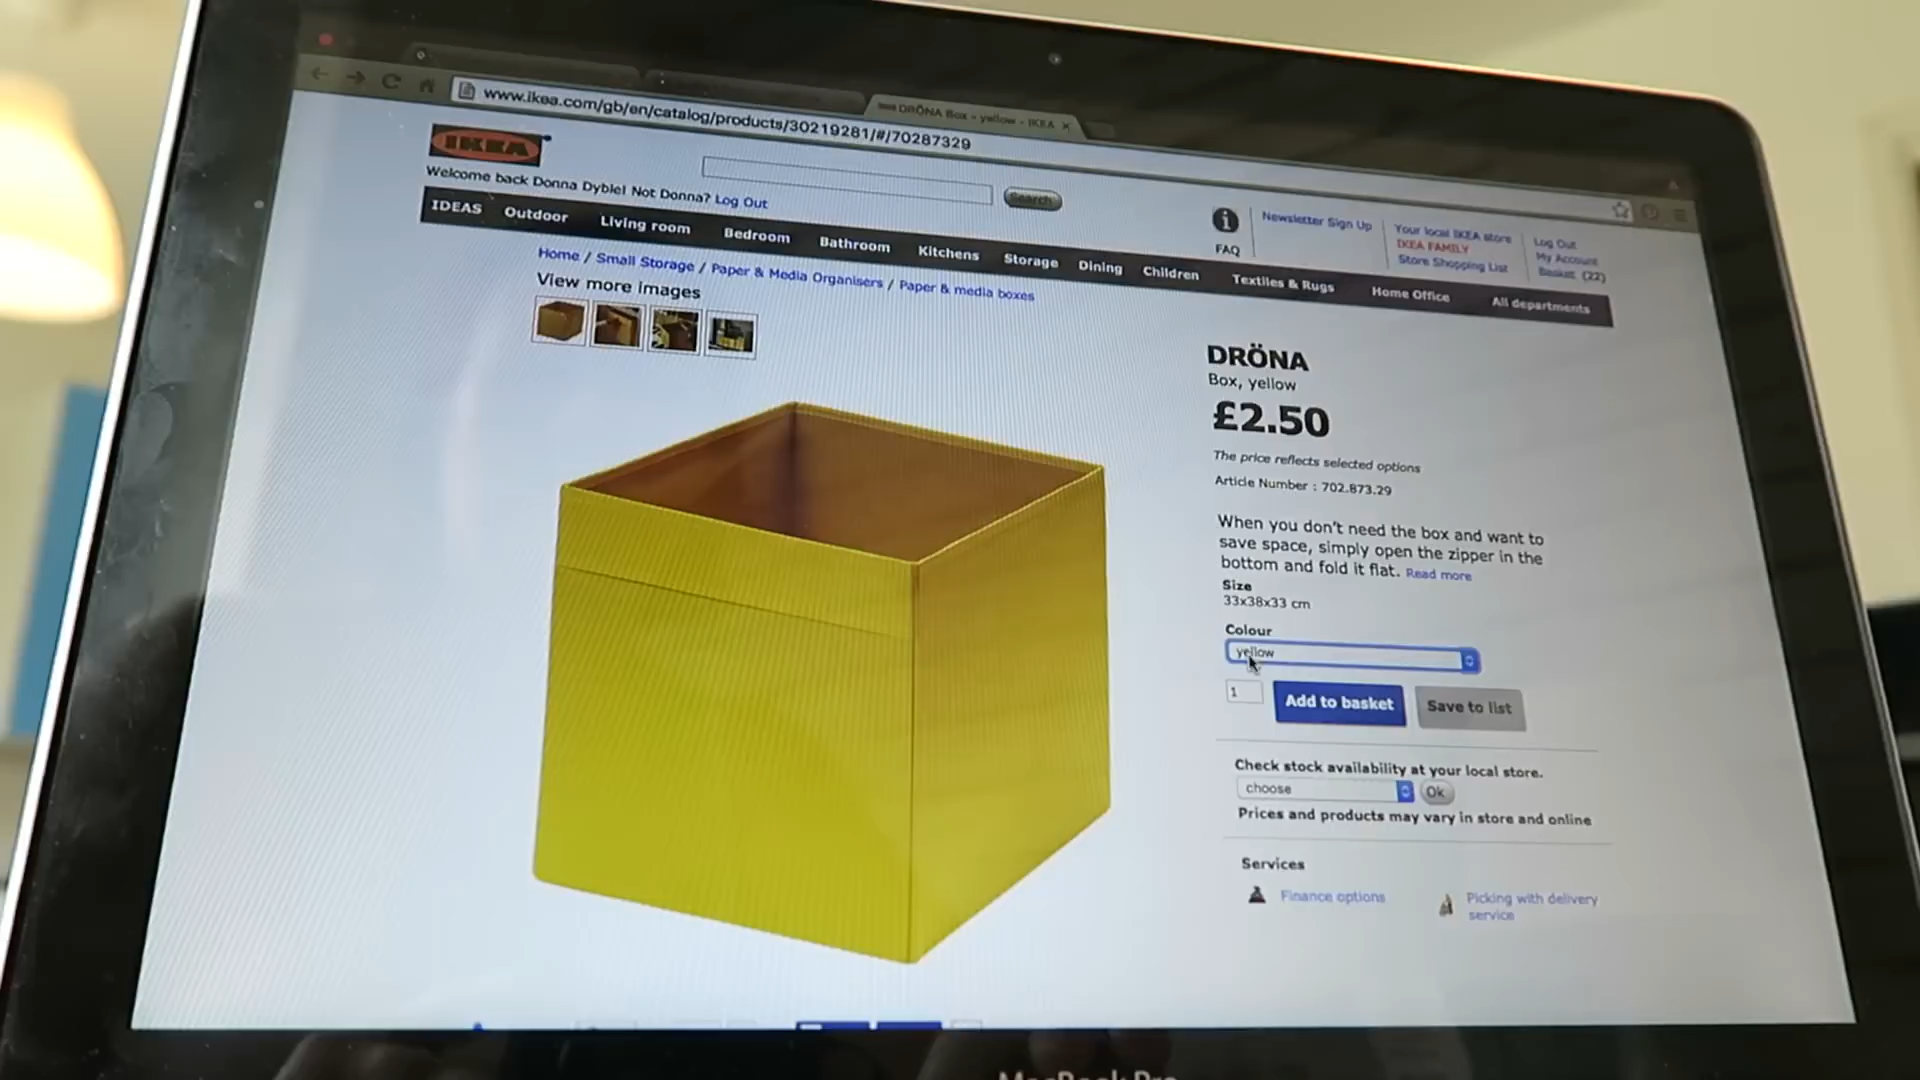 DRÖNA Box - yellow - IKEA
www.ikea.com/gb/en/catalog/products/30219281/#/70287329
IKEA
Search
Welcome back Donna Dyble! Not Donna? Log Out
FAQ
Newsletter Sign Up
Your local IKEA store
IKEA FAMILY
Store Shopping List
Log Out
My Account
Basket (22)
IDEAS Outdoor Living room Bedroom Bathroom Kitchens Storage Dining Children Textiles & Rugs Home Office All departments
Home / Small Storage / Paper & Media Organisers / Paper & media boxes
View more images
DRÖNA
Box, yellow
£2.50
The price reflects selected options
Article Number : 702.873.29
When you don't need the box and want to
save space, simply open the zipper in the
bottom and fold it flat. Read more
Size
33x38x33 cm
Colour
yellow
1 Add to basket Save to list
Check stock availability at your local store.
choose Ok
Prices and products may vary in store and online
Services
Finance options
Picking with delivery
service
MacBook Pro